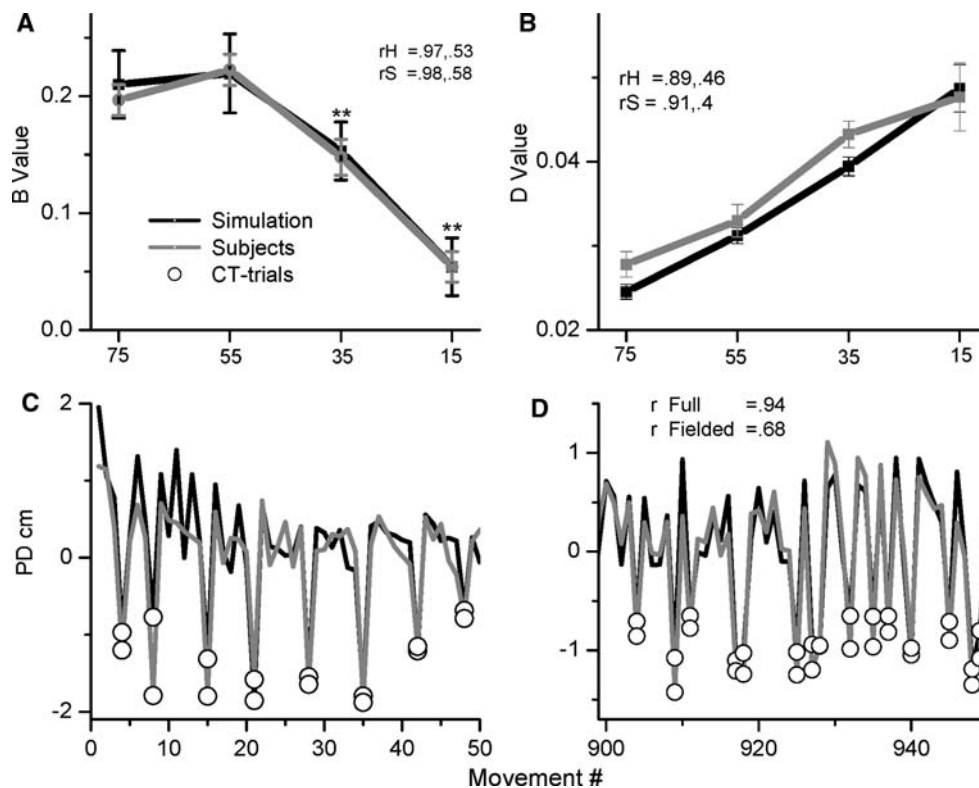 A
B
rH =.97,.53
rS =.98,.58
rH =.89,.46
rS = .91,.4
**
**
B Value
0.2
0.1
0.0
Simulation
Subjects
CT-trials
75 55 35 15
D Value
0.04
0.02
75 55 35 15
C
D
r Full =.94
r Fielded =.68
PD cm
2
0
-2
0 10 20 30 40 50
1
0
-1
900 920 940
Movement #